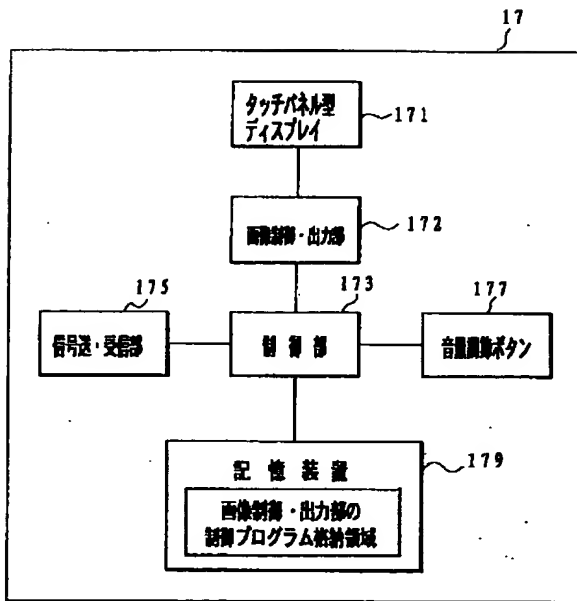 17
タッチパネル型
ディスプレイ
171
画像制御・出力部
172
175
173
177
信号送・受信部
制御部
音量調節ボタン
記憶装置
179
画像制御・出力部の
制御プログラム格納領域